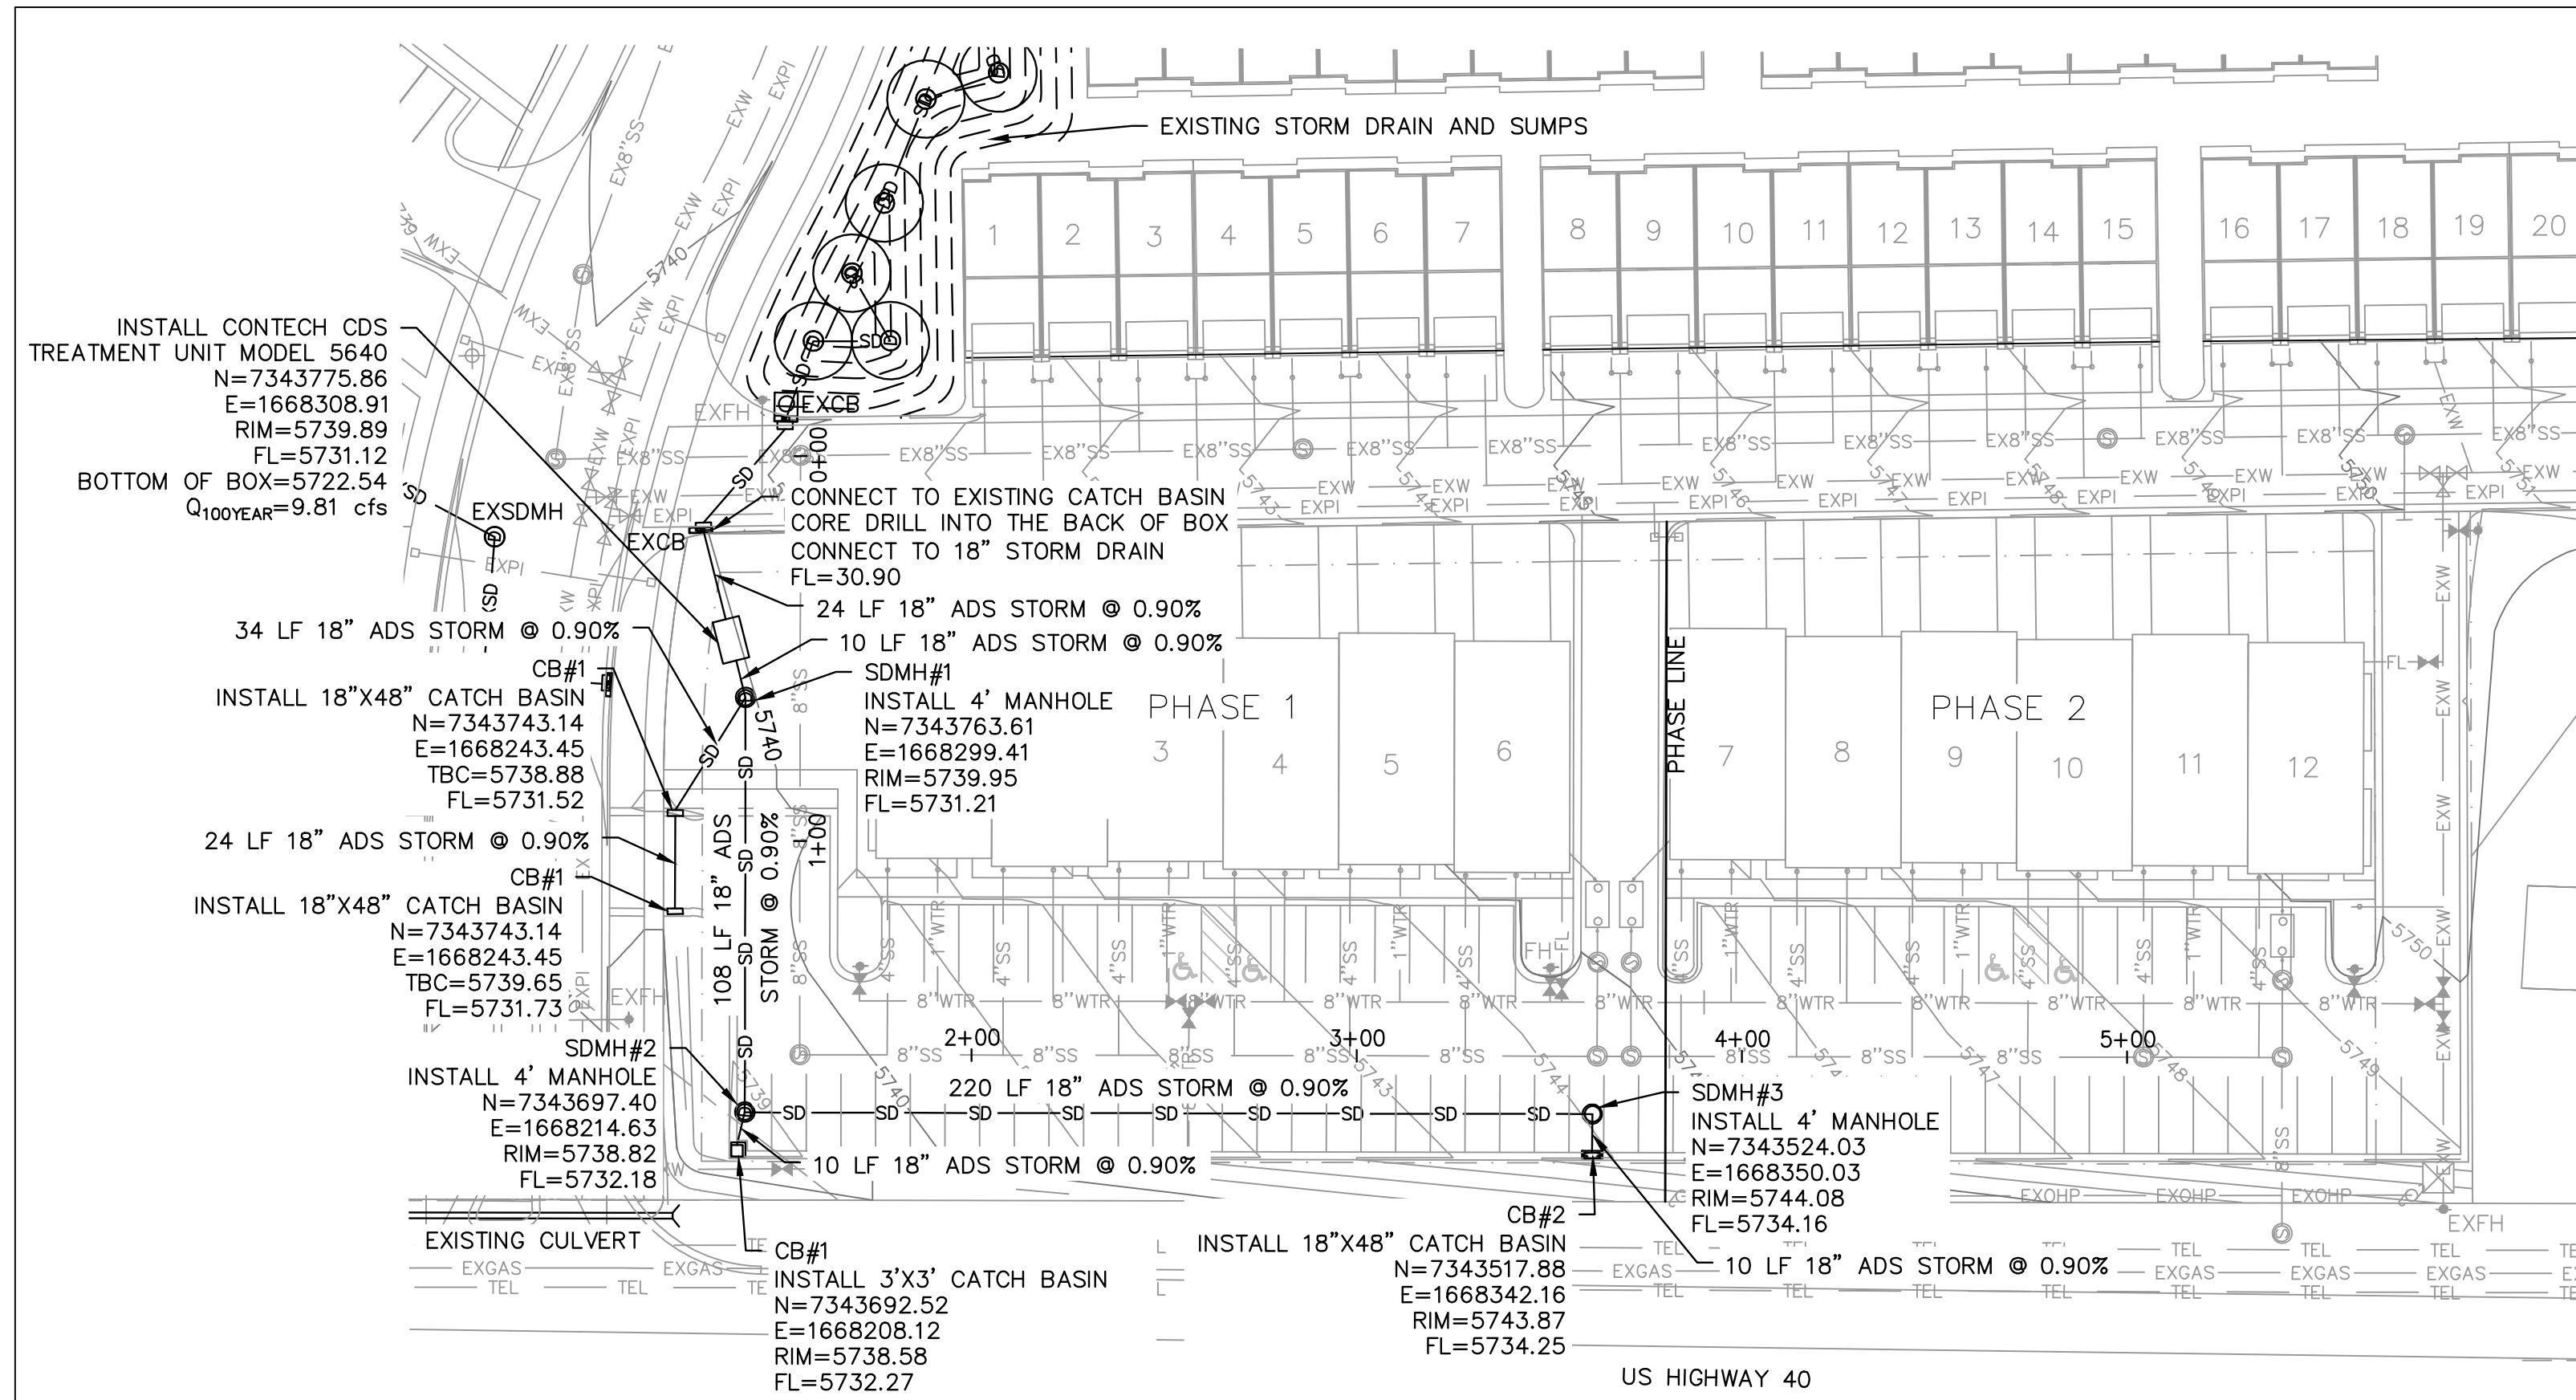 EXISTING STORM DRAIN AND SUMPS
1 2 3 4 5 6 7 8 9 10 11 12 13 14 15 16 17 18 19 20
INSTALL CONTECH CDS
TREATMENT UNIT MODEL 5640
N=7343775.86
E=1668308.91
RIM=5739.89
FL=5731.12
BOTTOM OF BOX=5722.54
Q100YEAR=9.81 cfs
EXSDMH
EXCB
EXFH
0+00
EXCB
CONNECT TO EXISTING CATCH BASIN
CORE DRILL INTO THE BACK OF BOX
CONNECT TO 18" STORM DRAIN
FL=30.90
24 LF 18" ADS STORM @ 0.90%
10 LF 18" ADS STORM @ 0.90%
34 LF 18" ADS STORM @ 0.90%
SDMH#1
INSTALL 4' MANHOLE
N=7343763.61
E=1668299.41
RIM=5739.95
FL=5731.21
CB#1
INSTALL 18"X48" CATCH BASIN
N=7343743.14
E=1668243.45
TBC=5738.88
FL=5731.52
24 LF 18" ADS STORM @ 0.90%
CB#1
INSTALL 18"X48" CATCH BASIN
N=7343743.14
E=1668243.45
TBC=5739.65
FL=5731.73
108 LF 18" ADS
STORM @ 0.90%
1+00
PHASE 1
3 4 5 6
PHASE LINE
PHASE 2
7 8 9 10 11 12
SDMH#2
INSTALL 4' MANHOLE
N=7343697.40
E=1668214.63
RIM=5738.82
FL=5732.18
2+00 3+00 4+00 5+00
220 LF 18" ADS STORM @ 0.90%
10 LF 18" ADS STORM @ 0.90%
SDMH#3
INSTALL 4' MANHOLE
N=7343524.03
E=1668350.03
RIM=5744.08
FL=5734.16
10 LF 18" ADS STORM @ 0.90%
EXISTING CULVERT
CB#1
INSTALL 3'X3' CATCH BASIN
N=7343692.52
E=1668208.12
RIM=5738.58
FL=5732.27
CB#2
INSTALL 18"X48" CATCH BASIN
N=7343517.88
E=1668342.16
RIM=5743.87
FL=5734.25
EXFH
US HIGHWAY 40